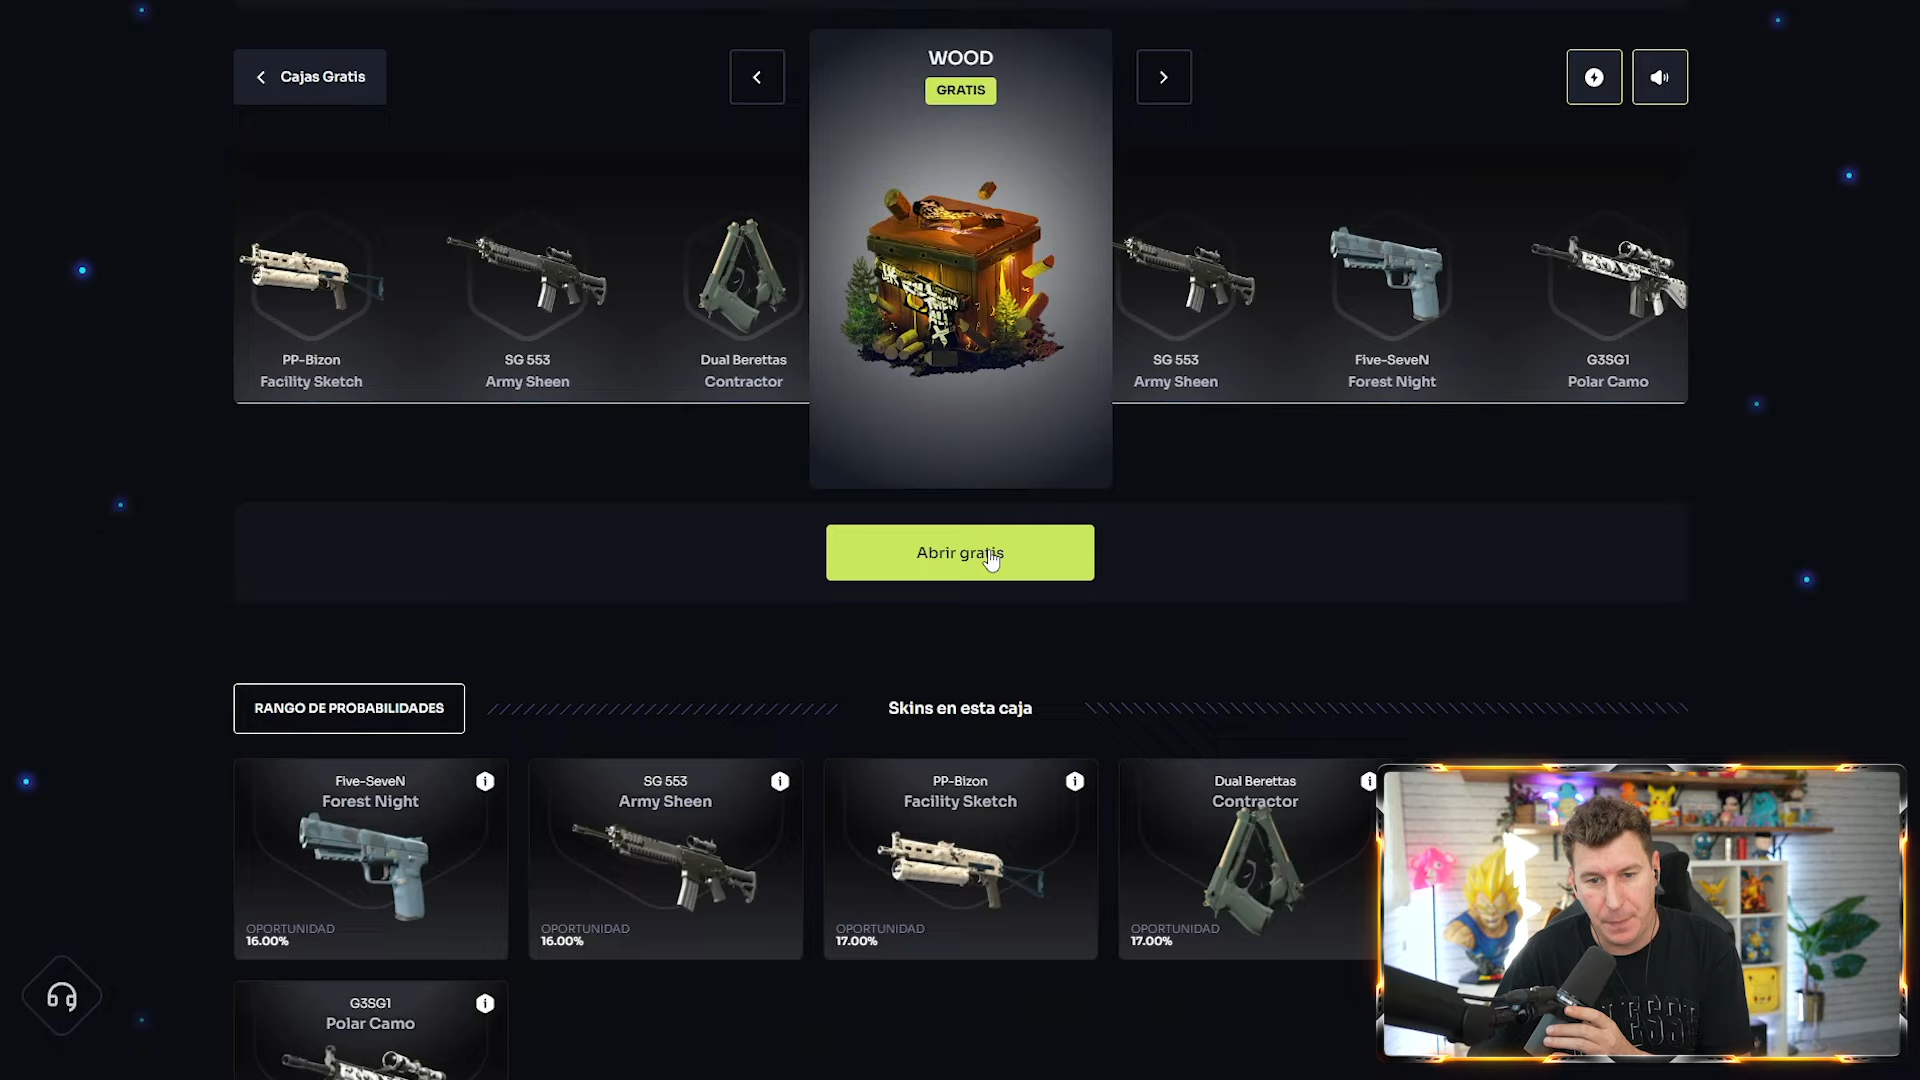 Cajas Gratis
WOOD
GRATIS
PP-Bizon
Facility Sketch
SG 553
Army Sheen
Dual Berettas
Contractor
SG 553
Army Sheen
Five-SeveN
Forest Night
G3SG1
Polar Camo
Abrir gratis
RANGO DE PROBABILIDADES
Skins en esta caja
Five-SeveN
Forest Night
OPORTUNIDAD
16.00%
SG 553
Army Sheen
OPORTUNIDAD
16.00%
PP-Bizon
Facility Sketch
OPORTUNIDAD
17.00%
Dual Berettas
Contractor
OPORTUNIDAD
17.00%
G3SG1
Polar Camo